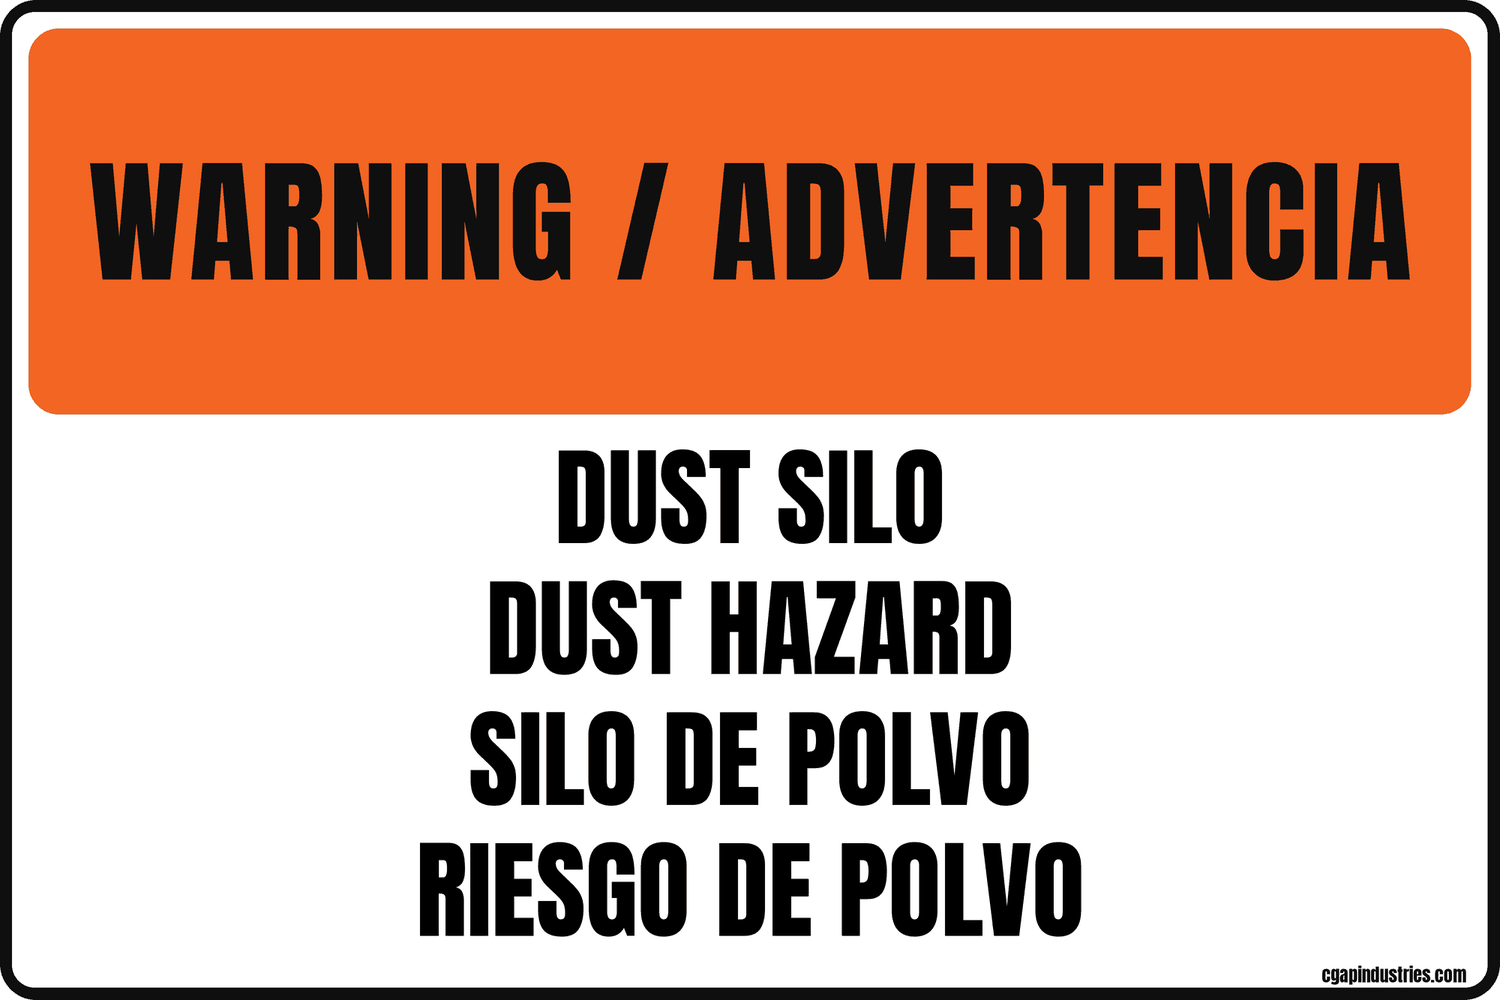 WARNING / ADVERTENCIA
DUST SILO
DUST HAZARD
SILO DE POLVO
RIESGO DE POLVO
cgapindustries.com